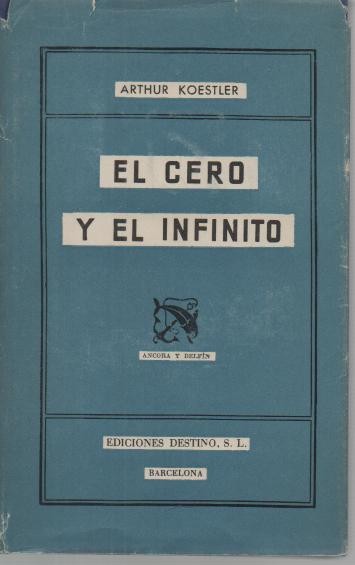 ARTHUR KOESTLER
EL CERO
Y EL INFINITO
ANCORA Y DELFÍN
EDICIONES DESTINO, S. L.
BARCELONA